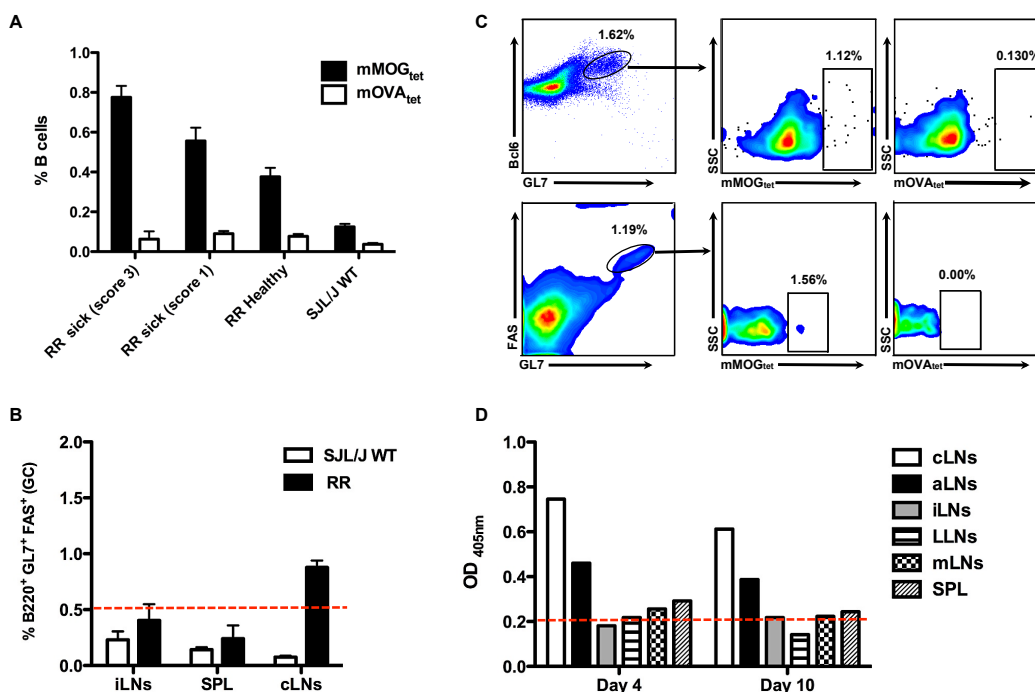 A
% B cells
1.0
0.8
0.6
0.4
0.2
0.0
mMOGtet
mOVAtet
RR sick (score 3)
RR sick (score 1)
RR Healthy
SJL/J WT
C
1.62%
Bcl6
GL7
1.12%
SSC
mMOGtet
0.130%
SSC
mOVAtet
1.19%
FAS
GL7
1.56%
SSC
mMOGtet
0.00%
SSC
mOVAtet
B
% B220+ GL7+ FAS+ (GC)
2.0
1.5
1.0
0.5
0.0
SJL/J WT
RR
iLNs SPL cLNs
D
OD 405nm
1.0
0.8
0.6
0.4
0.2
0.0
Day 4 Day 10
cLNs
aLNs
iLNs
LLNs
mLNs
SPL